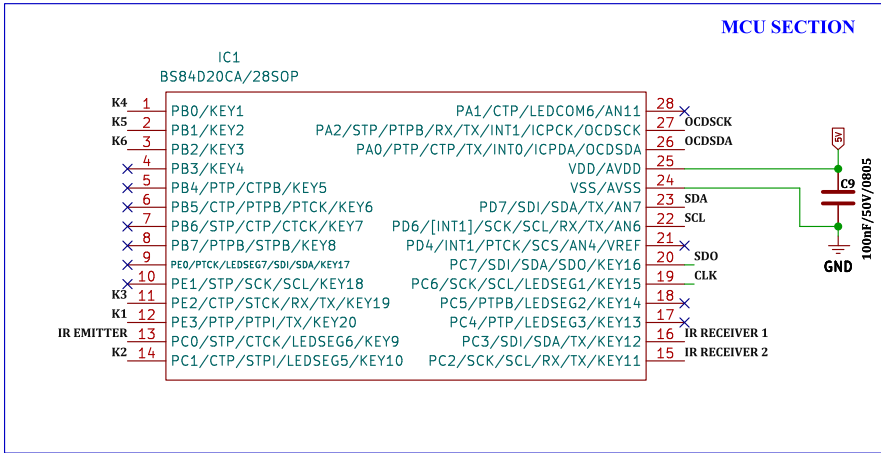 MCU SECTION
IC1
BS84D20CA/28SOP
K4 1 PB0/KEY1
K5 2 PB1/KEY2
K6 3 PB2/KEY3
4 PB3/KEY4
5 PB4/PTP/CTPB/KEY5
6 PB5/CTP/PTPB/PTCK/KEY6
7 PB6/STP/CTP/CTCK/KEY7
8 PB7/PTPB/STPB/KEY8
9 PE0/PTCK/LEDSEG7/SDI/SDA/KEY17
10 PE1/STP/SCK/SCL/KEY18
K3 11 PE2/CTP/STCK/RX/TX/KEY19
K1 12 PE3/PTP/PTPI/TX/KEY20
IR EMITTER 13 PC0/STP/CTCK/LEDSEG6/KEY9
K2 14 PC1/CTP/STPI/LEDSEG5/KEY10
PA1/CTP/LEDCOM6/AN11 28
PA2/STP/PTPB/RX/TX/INT1/ICPCK/OCDSCK 27 OCDSCK
PA0/PTP/CTP/TX/INT0/ICPDA/OCDSDA 26 OCDSDA
VDD/AVDD 25
VSS/AVSS 24
PD7/SDI/SDA/TX/AN7 23 SDA
PD6/[INT1]/SCK/SCL/RX/TX/AN6 22 SCL
PD4/INT1/PTCK/SCS/AN4/VREF 21
PC7/SDI/SDA/SDO/KEY16 20 SDO
PC6/SCK/SCL/LEDSEG1/KEY15 19 CLK
PC5/PTPB/LEDSEG2/KEY14 18
PC4/PTP/LEDSEG3/KEY13 17
PC3/SDI/SDA/TX/KEY12 16 IR RECEIVER 1
PC2/SCK/SCL/RX/TX/KEY11 15 IR RECEIVER 2
5V
C9
100nF/50V/0805
GND